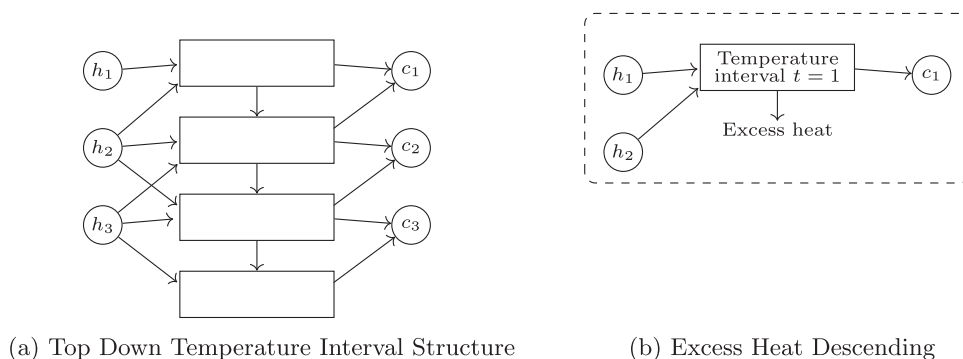 h1
c1
h2
c2
h3
c3
(a) Top Down Temperature Interval Structure
h1
Temperature
interval t = 1
c1
Excess heat
h2
(b) Excess Heat Descending